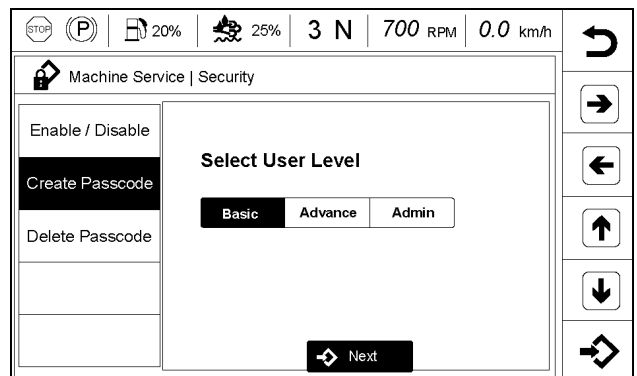 STOP (P) 20% 25% 3 N 700 RPM 0.0 km/h
Machine Service | Security
Enable / Disable
Create Passcode
Delete Passcode
Select User Level
Basic Advance Admin
Next